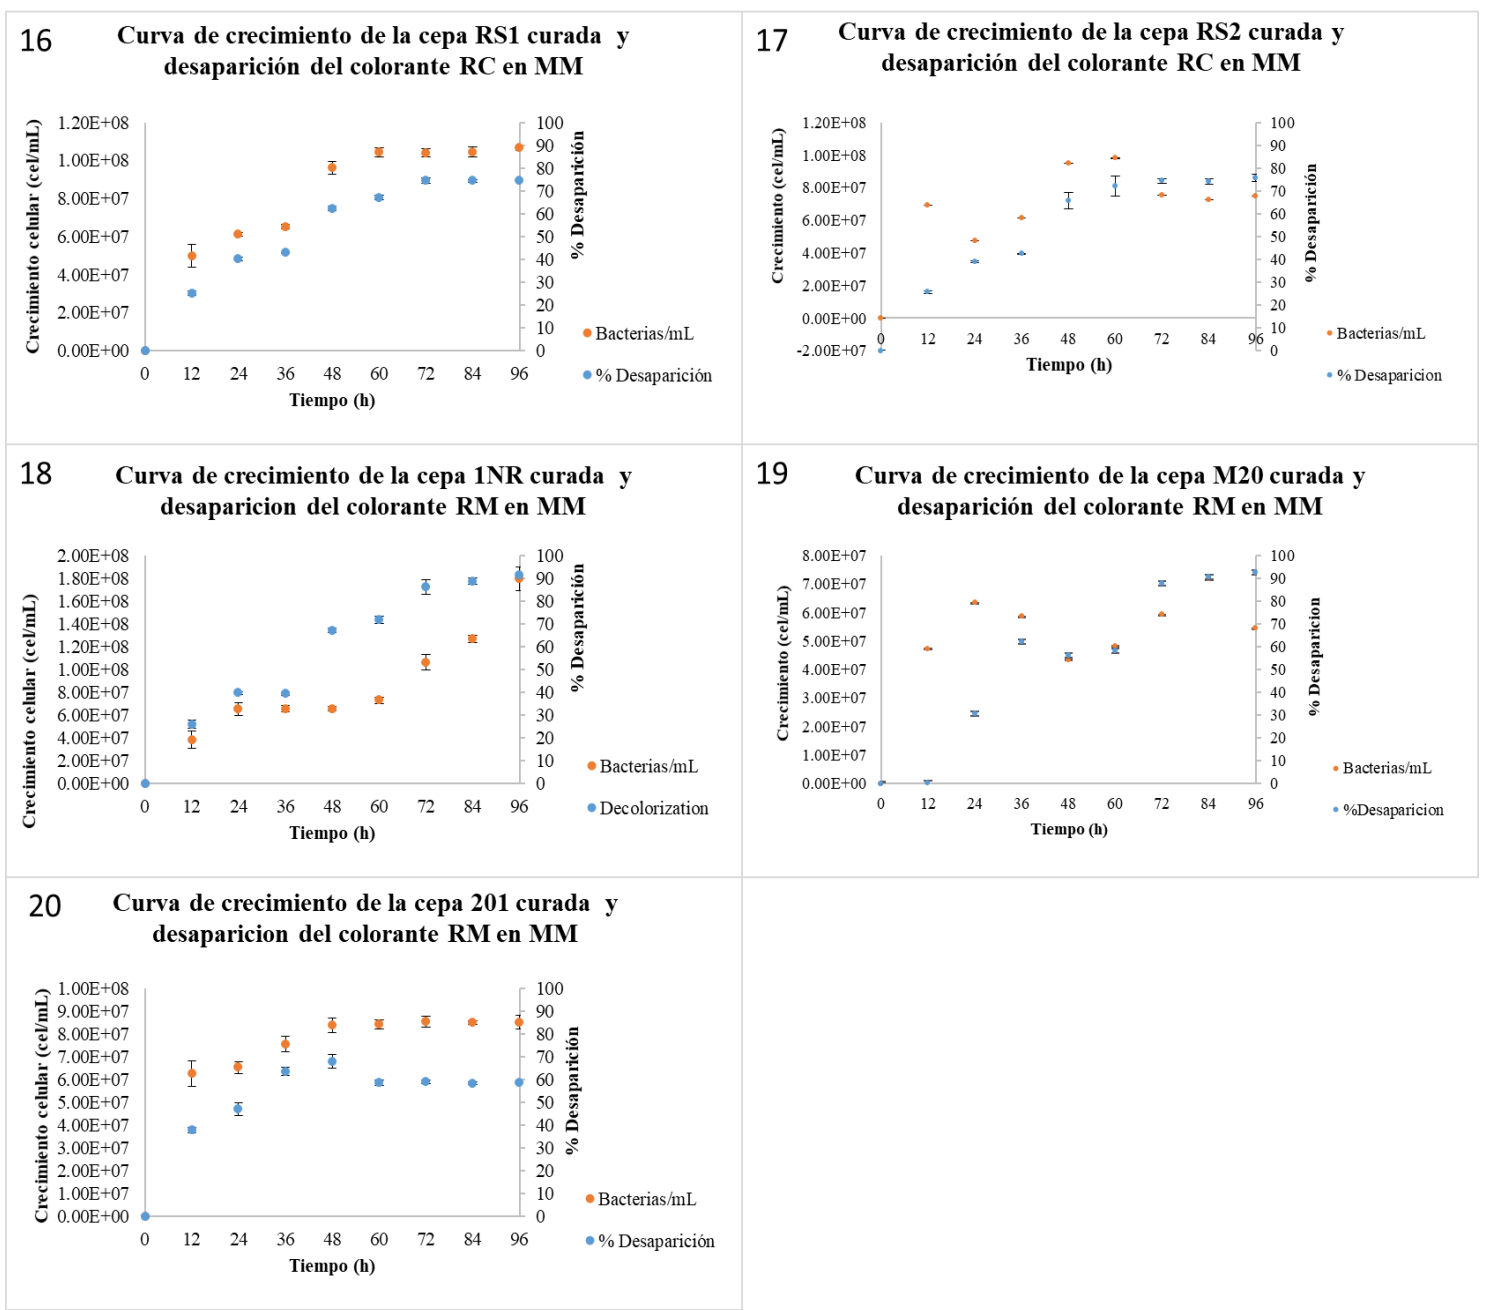 16
Curva de crecimiento de la cepa RS1 curada y
desaparición del colorante RC en MM
Crecimiento celular (cel/mL)
1.20E+08
1.00E+08
8.00E+07
6.00E+07
4.00E+07
2.00E+07
0.00E+00
100
90
80
70
60
50
40
30
20
10
0
% Desaparición
0 12 24 36 48 60 72 84 96
Tiempo (h)
Bacterias/mL
% Desaparición
17
Curva de crecimiento de la cepa RS2 curada y
desaparición del colorante RC en MM
Crecimiento (cel/mL)
1.20E+08
1.00E+08
8.00E+07
6.00E+07
4.00E+07
2.00E+07
0.00E+00
-2.00E+07
100
90
80
70
60
50
40
30
20
10
0
% Desaparición
0 12 24 36 48 60 72 84 96
Tiempo (h)
Bacterias/mL
% Desaparicion
18
Curva de crecimiento de la cepa 1NR curada y
desaparicion del colorante RM en MM
Crecimiento celular (cel/mL)
2.00E+08
1.80E+08
1.60E+08
1.40E+08
1.20E+08
1.00E+08
8.00E+07
6.00E+07
4.00E+07
2.00E+07
0.00E+00
100
90
80
70
60
50
40
30
20
10
0
% Desaparición
0 12 24 36 48 60 72 84 96
Tiempo (h)
Bacterias/mL
Decolorization
19
Curva de crecimiento de la cepa M20 curada y
desaparición del colorante RM en MM
Crecimiento (cel/mL)
8.00E+07
7.00E+07
6.00E+07
5.00E+07
4.00E+07
3.00E+07
2.00E+07
1.00E+07
0.00E+00
100
90
80
70
60
50
40
30
20
10
0
% Desaparicion
0 12 24 36 48 60 72 84 96
Tiempo (h)
Bacterias/mL
%Desaparicion
20
Curva de crecimiento de la cepa 201 curada y
desaparicion del colorante RM en MM
Crecimiento celular (cel/mL)
1.00E+08
9.00E+07
8.00E+07
7.00E+07
6.00E+07
5.00E+07
4.00E+07
3.00E+07
2.00E+07
1.00E+07
0.00E+00
100
90
80
70
60
50
40
30
20
10
0
% Desaparición
0 12 24 36 48 60 72 84 96
Tiempo (h)
Bacterias/mL
% Desaparición